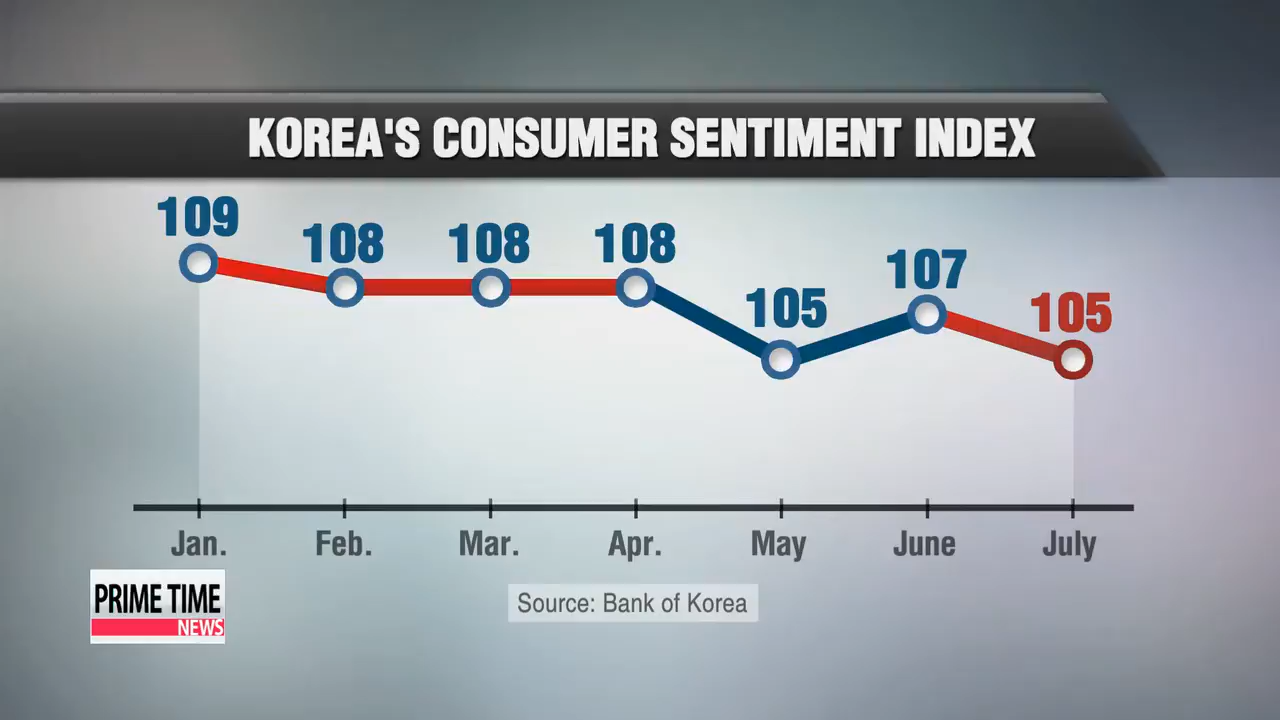 KOREA'S CONSUMER SENTIMENT INDEX
109
108
108
108
105
107
105
Jan.
Feb.
Mar.
Apr.
May
June
July
PRIME TIME
NEWS
Source: Bank of Korea